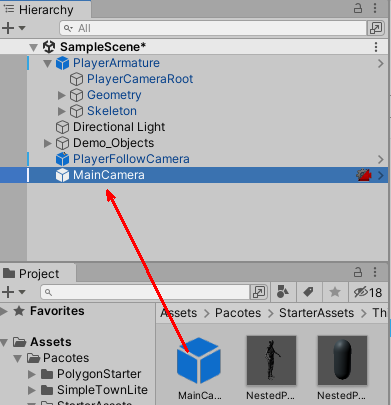 Hierarchy
All
SampleScene*
PlayerArmature
PlayerCameraRoot
Geometry
Skeleton
Directional Light
Demo_Objects
PlayerFollowCamera
MainCamera
Project
18
Favorites
Assets > Pacotes > StarterAssets > Th
Assets
Pacotes
PolygonStarter
SimpleTownLite
StarterAssets
MainCa...
NestedP...
NestedP...